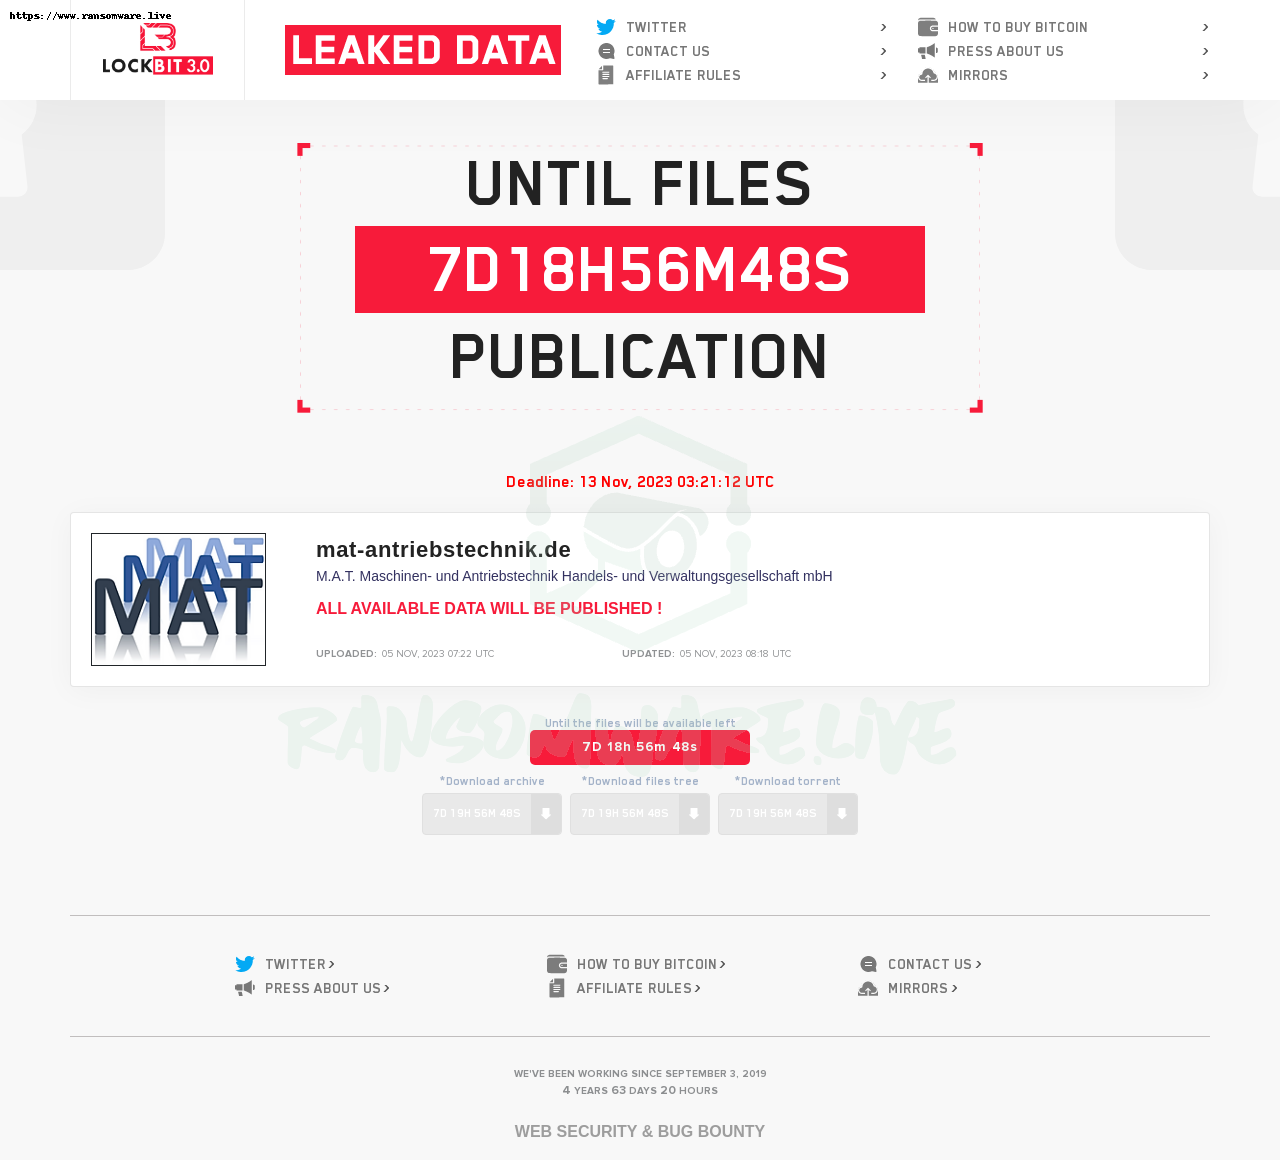 https://www.ransomware.live
LOCKBIT 3.0
LEAKED DATA
TWITTER
CONTACT US
AFFILIATE RULES
HOW TO BUY BITCOIN
PRESS ABOUT US
MIRRORS
UNTIL FILES
7D18H56M48S
PUBLICATION
Deadline: 13 Nov, 2023 03:21:12 UTC
MAT
MAT
MAT
mat-antriebstechnik.de
M.A.T. Maschinen- und Antriebstechnik Handels- und Verwaltungsgesellschaft mbH
ALL AVAILABLE DATA WILL BE PUBLISHED !
UPLOADED: 05 NOV, 2023 07:22 UTC
UPDATED: 05 NOV, 2023 08:18 UTC
RANSOMWARE.LIVE
Until the files will be available left
7D 18h 56m 48s
*Download archive
*Download files tree
*Download torrent
7D 19H 56M 48S
7D 19H 56M 48S
7D 19H 56M 48S
TWITTER
HOW TO BUY BITCOIN
CONTACT US
PRESS ABOUT US
AFFILIATE RULES
MIRRORS
WE'VE BEEN WORKING SINCE SEPTEMBER 3, 2019
4 YEARS 63 DAYS 20 HOURS
WEB SECURITY & BUG BOUNTY